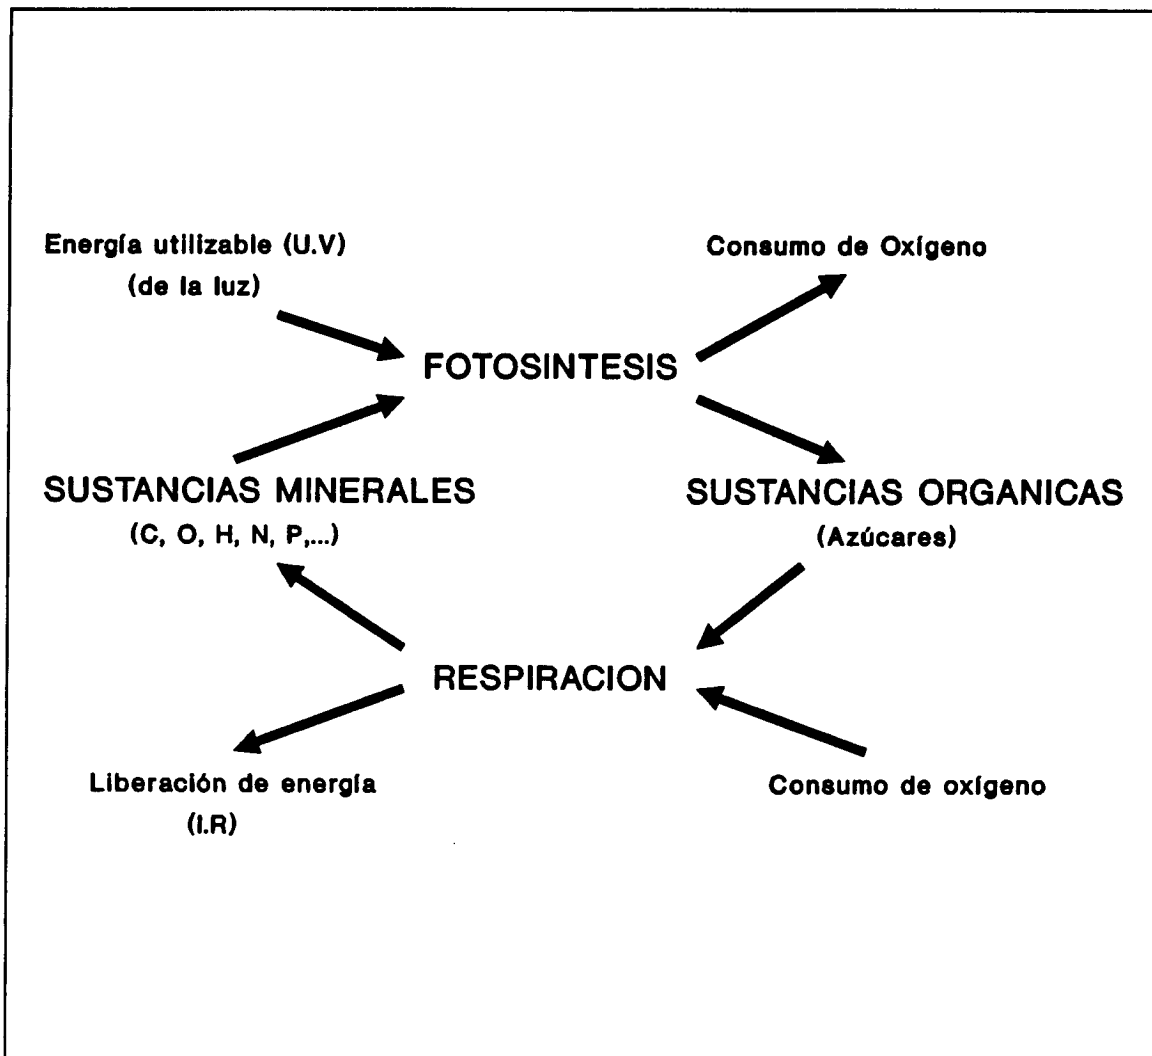 Energía utilizable (U.V)
(de la luz)
Consumo de Oxígeno
FOTOSINTESIS
SUSTANCIAS MINERALES
(C, O, H, N, P,...)
SUSTANCIAS ORGANICAS
(Azúcares)
RESPIRACION
Liberación de energía
(I.R)
Consumo de oxígeno